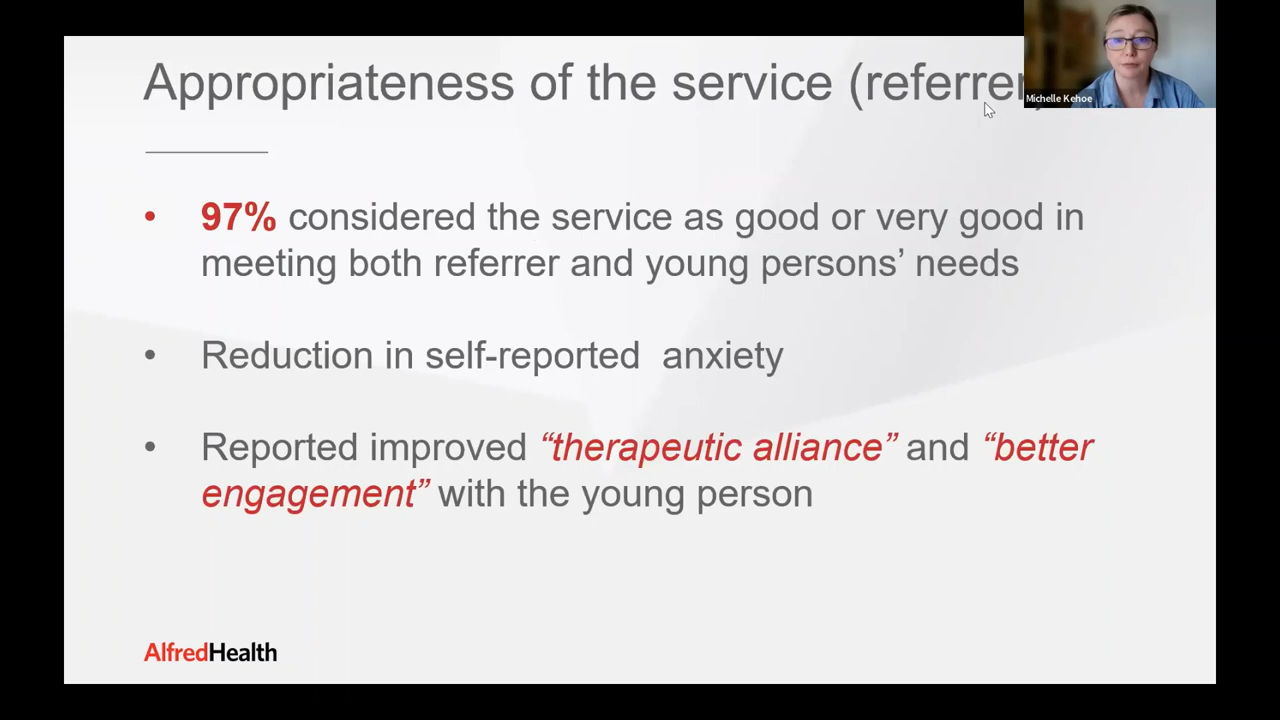 Appropriateness of the service (referrer)
Michelle Kehoe
• 97% considered the service as good or very good in
meeting both referrer and young persons’ needs
• Reduction in self-reported  anxiety
• Reported improved “therapeutic alliance” and “better
engagement” with the young person
AlfredHealth